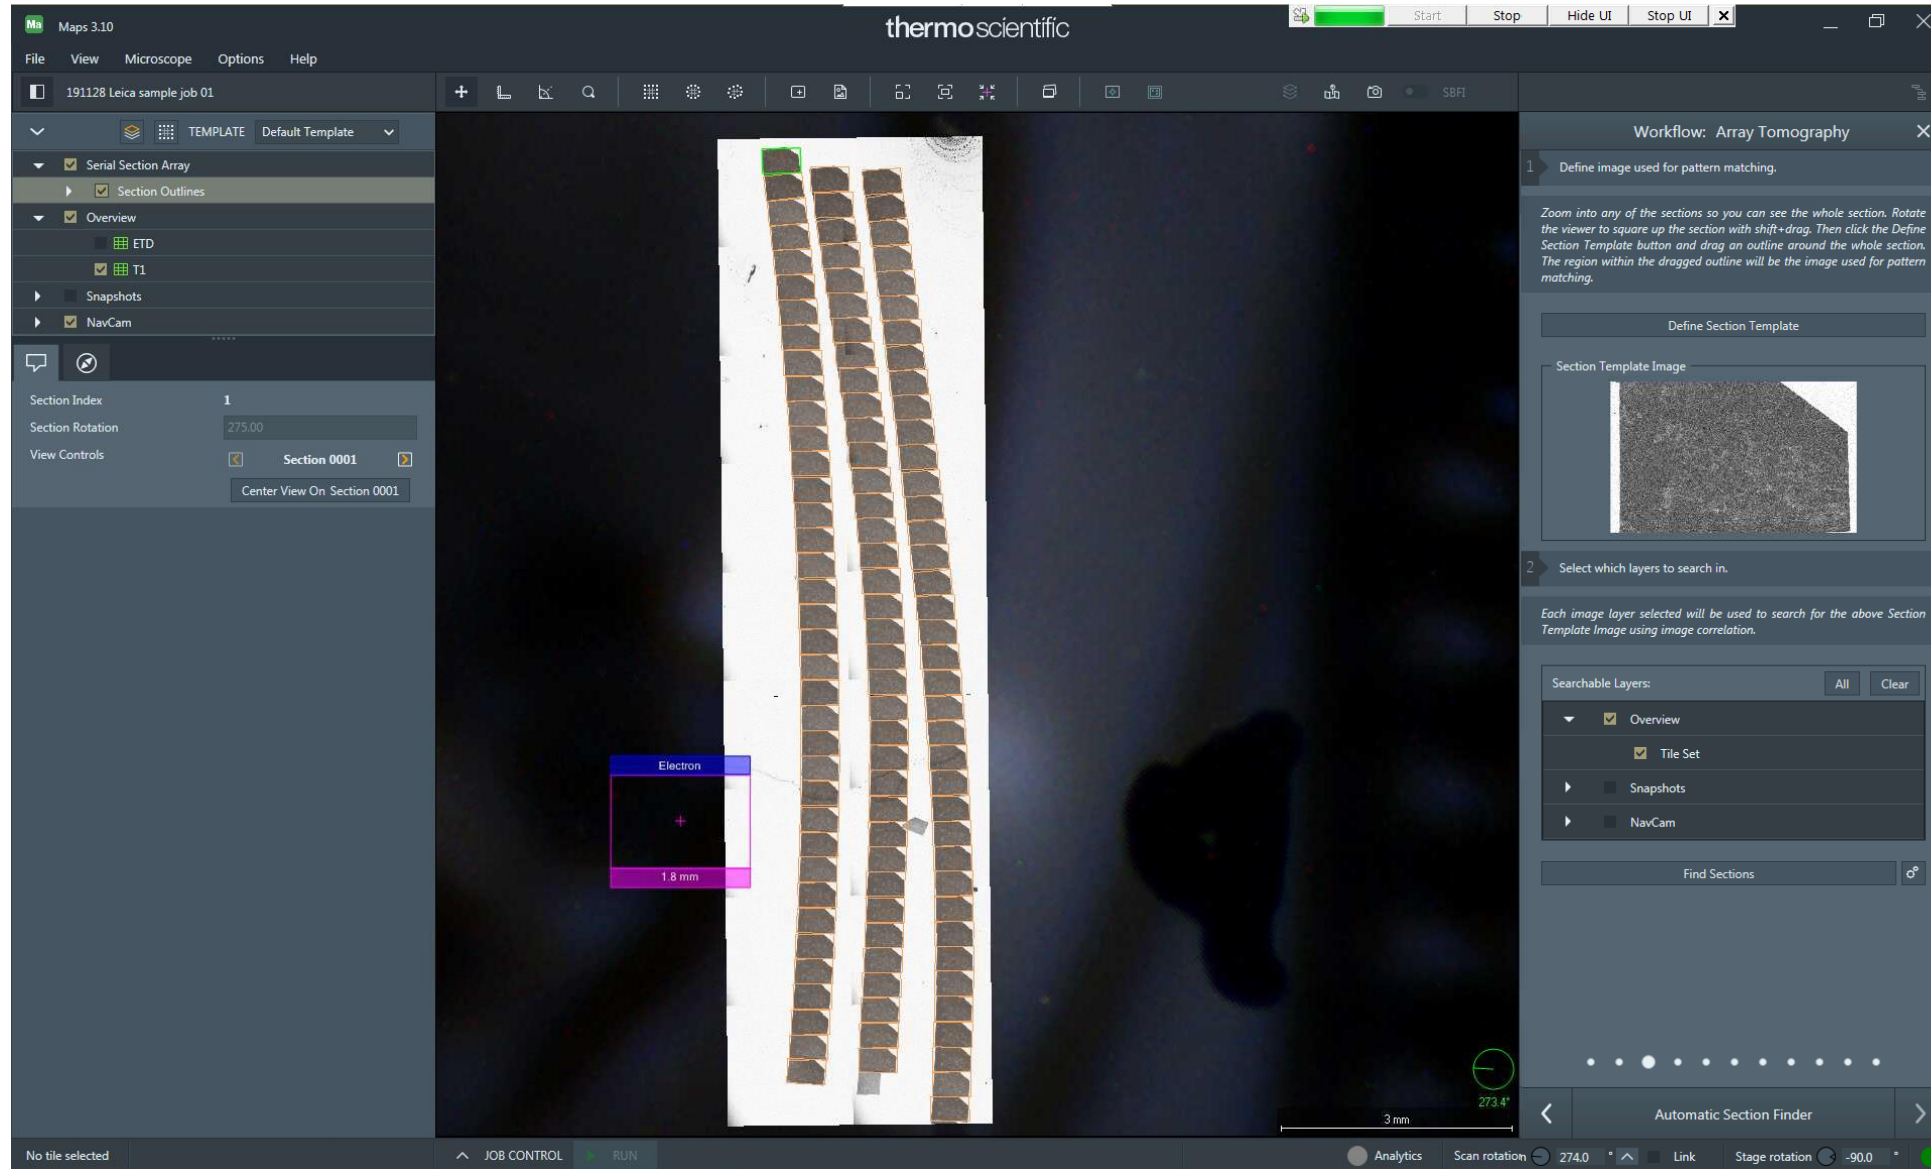 Ma Maps 3.10
thermo scientific
Start Stop Hide UI Stop UI
File View Microscope Options Help
191128 Leica sample job 01
SBFI
TEMPLATE Default Template
Serial Section Array
Section Outlines
Overview
ETD
T1
Snapshots
NavCam
Section Index 1
Section Rotation 275.00
View Controls Section 0001
Center View On Section 0001
Electron
1.8 mm
273.4°
3 mm
Workflow: Array Tomography
1 Define image used for pattern matching.
Zoom into any of the sections so you can see the whole section. Rotate
the viewer to square up the section with shift+drag. Then click the Define
Section Template button and drag an outline around the whole section.
The region within the dragged outline will be the image used for pattern
matching.
Define Section Template
Section Template Image
2 Select which layers to search in.
Each image layer selected will be used to search for the above Section
Template Image using image correlation.
Searchable Layers: All Clear
Overview
Tile Set
Snapshots
NavCam
Find Sections
Automatic Section Finder
No tile selected
JOB CONTROL RUN
Analytics Scan rotation 274.0 ° Link Stage rotation -90.0 °